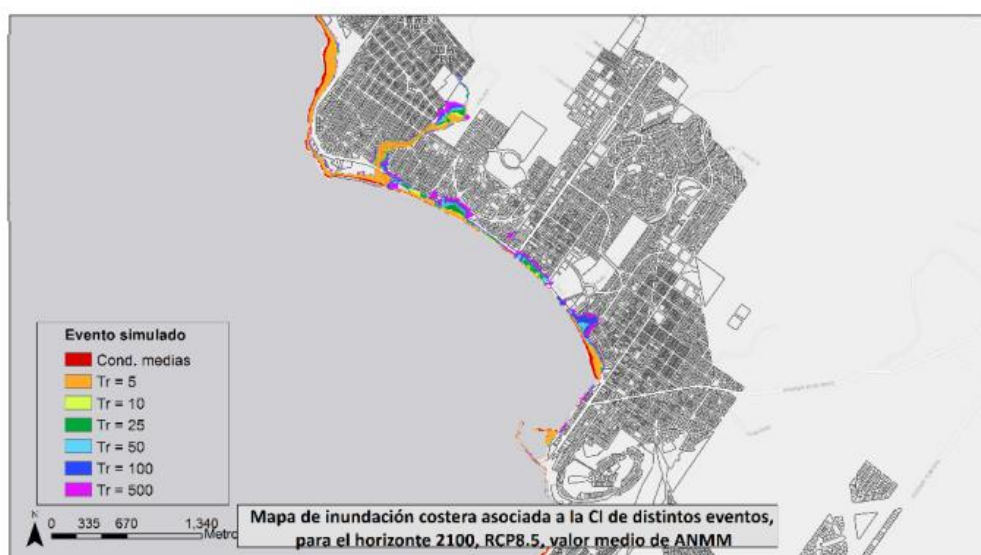 Evento simulado
Cond. medias
Tr = 5
Tr = 10
Tr = 25
Tr = 50
Tr = 100
Tr = 500
N
0 335 670 1,340
Metro
Mapa de inundación costera asociada a la CI de distintos eventos,
para el horizonte 2100, RCP8.5, valor medio de ANMM